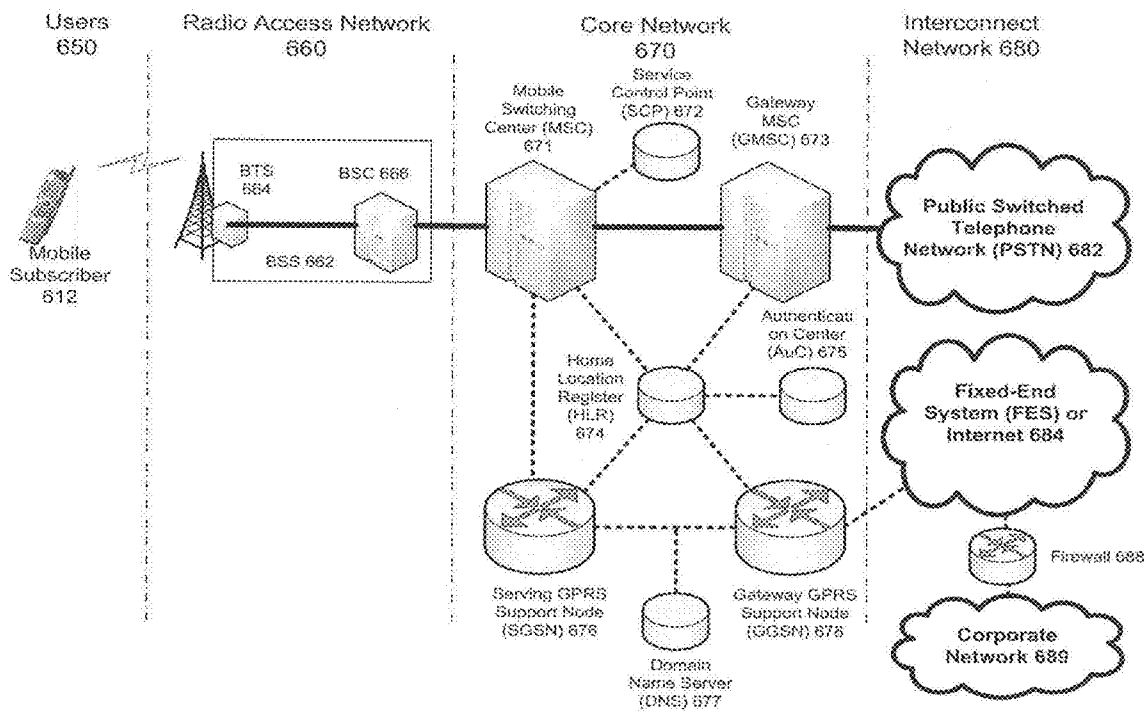 Users
650
Radio Access Network
660
Core Network
670
Interconnect
Network 680
Mobile
Switching
Center (MSC)
671
Service
Control Point
(SCP) 672
Gateway
MSC
(GMSC)
673
BTS
664
BSC 666
BSS 662
Mobile
Subscriber
612
Public Switched
Telephone
Network (PSTN) 682
Authenticati
on Center
(AuC) 675
Home
Location
Register
(HLR)
674
Fixed-End
System (FES) or
Internet 684
Firewall 688
Serving GPRS
Support Node
(SGSN) 676
Gateway GPRS
Support Node
(GGSN) 678
Corporate
Network 689
Domain
Name Server
(DNS) 677